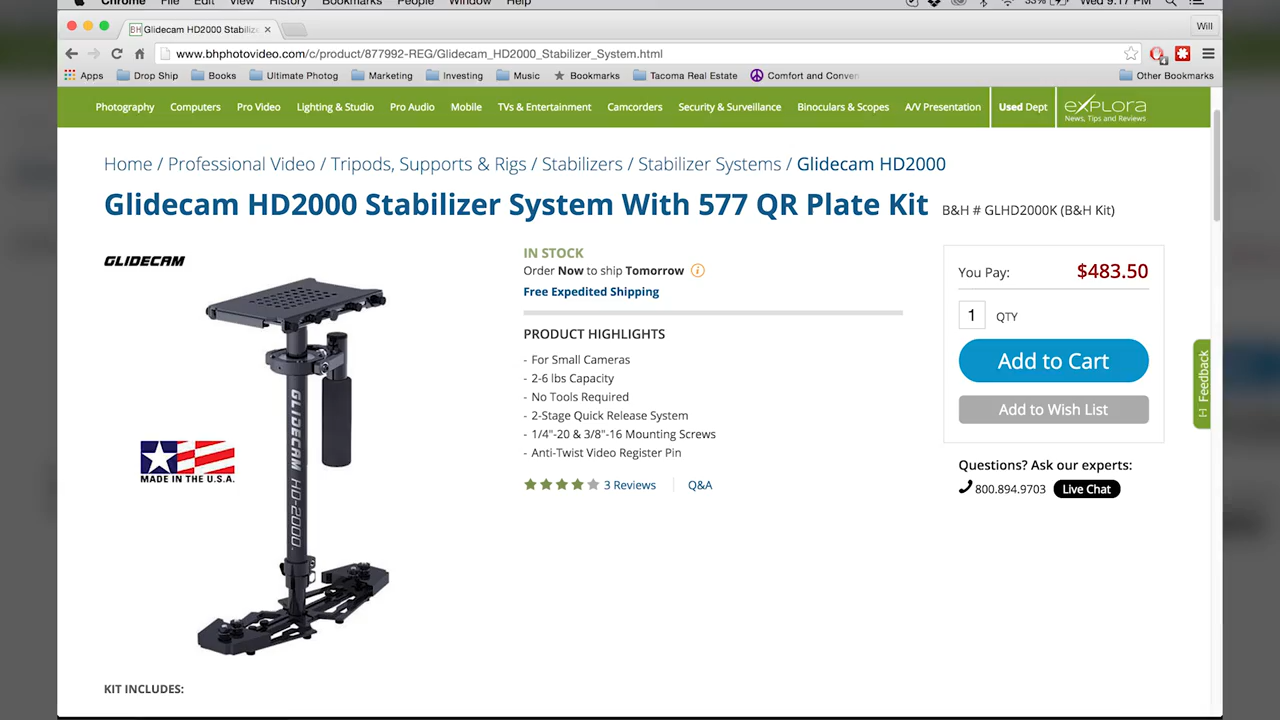 Chrome File Edit View History Bookmarks People Window Help 33% Wed 9:17 PM
BH Glidecam HD2000 Stabiliz Will
www.bhphotovideo.com/c/product/877992-REG/Glidecam_HD2000_Stabilizer_System.html
Apps Drop Ship Books Ultimate Photog Marketing Investing Music Bookmarks Tacoma Real Estate Comfort and Conven Other Bookmarks
Photography Computers Pro Video Lighting & Studio Pro Audio Mobile TVs & Entertainment Camcorders Security & Surveillance Binoculars & Scopes A/V Presentation Used Dept explora
News, Tips and Reviews
Home / Professional Video / Tripods, Supports & Rigs / Stabilizers / Stabilizer Systems / Glidecam HD2000
Glidecam HD2000 Stabilizer System With 577 QR Plate Kit B&H # GLHD2000K (B&H Kit)
GLIDECAM
GLIDECAM HD-2000
MADE IN THE U.S.A.
IN STOCK
Order Now to ship Tomorrow
Free Expedited Shipping
PRODUCT HIGHLIGHTS
- For Small Cameras
- 2-6 lbs Capacity
- No Tools Required
- 2-Stage Quick Release System
- 1/4"-20 & 3/8"-16 Mounting Screws
- Anti-Twist Video Register Pin
3 Reviews Q&A
You Pay: $483.50
1 QTY
Add to Cart
Add to Wish List
Questions? Ask our experts:
800.894.9703 Live Chat
Feedback
KIT INCLUDES: